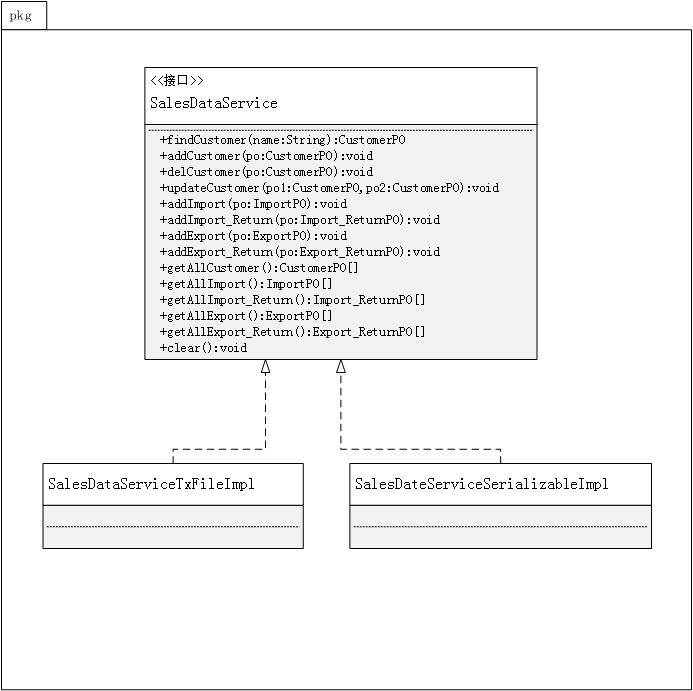 pkg
<<接口>>
SalesDataService
+findCustomer(name:String):CustomerPO
+addCustomer(po:CustomerPO):void
+delCustomer(po:CustomerPO):void
+updateCustomer(po1:CustomerPO,po2:CustomerPO):void
+addImport(po:ImportPO):void
+addImport_Return(po:Import_ReturnPO):void
+addExport(po:ExportPO):void
+addExport_Return(po:Export_ReturnPO):void
+getAllCustomer():CustomerPO[]
+getAllImport():ImportPO[]
+getAllImport_Return():Import_ReturnPO[]
+getAllExport():ExportPO[]
+getAllExport_Return():Export_ReturnPO[]
+clear():void
SalesDataServiceTxFileImpl
SalesDateServiceSerializableImpl